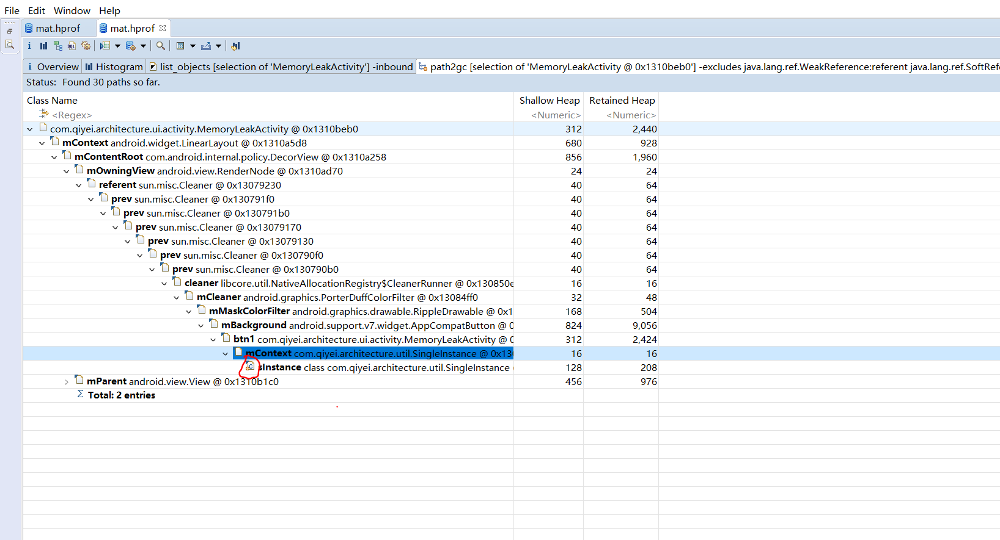 File Edit Window Help
mat.hprof mat.hprof
Overview Histogram list_objects [selection of 'MemoryLeakActivity'] -inbound path2gc [selection of 'MemoryLeakActivity @ 0x1310beb0'] -excludes java.lang.ref.WeakReference:referent java.lang.ref.SoftRef
Status: Found 30 paths so far.
Class Name Shallow Heap Retained Heap
<Regex> <Numeric> <Numeric>
com.qiyei.architecture.ui.activity.MemoryLeakActivity @ 0x1310beb0 312 2,440
mContext android.widget.LinearLayout @ 0x1310a5d8 680 928
mContentRoot com.android.internal.policy.DecorView @ 0x1310a258 856 1,960
mOwningView android.view.RenderNode @ 0x1310ad70 24 24
referent sun.misc.Cleaner @ 0x13079230 40 64
prev sun.misc.Cleaner @ 0x130791f0 40 64
prev sun.misc.Cleaner @ 0x130791b0 40 64
prev sun.misc.Cleaner @ 0x13079170 40 64
prev sun.misc.Cleaner @ 0x13079130 40 64
prev sun.misc.Cleaner @ 0x130790f0 40 64
prev sun.misc.Cleaner @ 0x130790b0 40 64
cleaner libcore.util.NativeAllocationRegistry$CleanerRunner @ 0x130850e 16 16
mCleaner android.graphics.PorterDuffColorFilter @ 0x13084ff0 32 48
mMaskColorFilter android.graphics.drawable.RippleDrawable @ 0x1 168 504
mBackground android.support.v7.widget.AppCompatButton @ 0 824 9,056
btn1 com.qiyei.architecture.ui.activity.MemoryLeakActivity @ 0 312 2,424
mContext com.qiyei.architecture.util.SingleInstance @ 0x13 16 16
sInstance class com.qiyei.architecture.util.SingleInstance 128 208
mParent android.view.View @ 0x1310b1c0 456 976
Σ Total: 2 entries